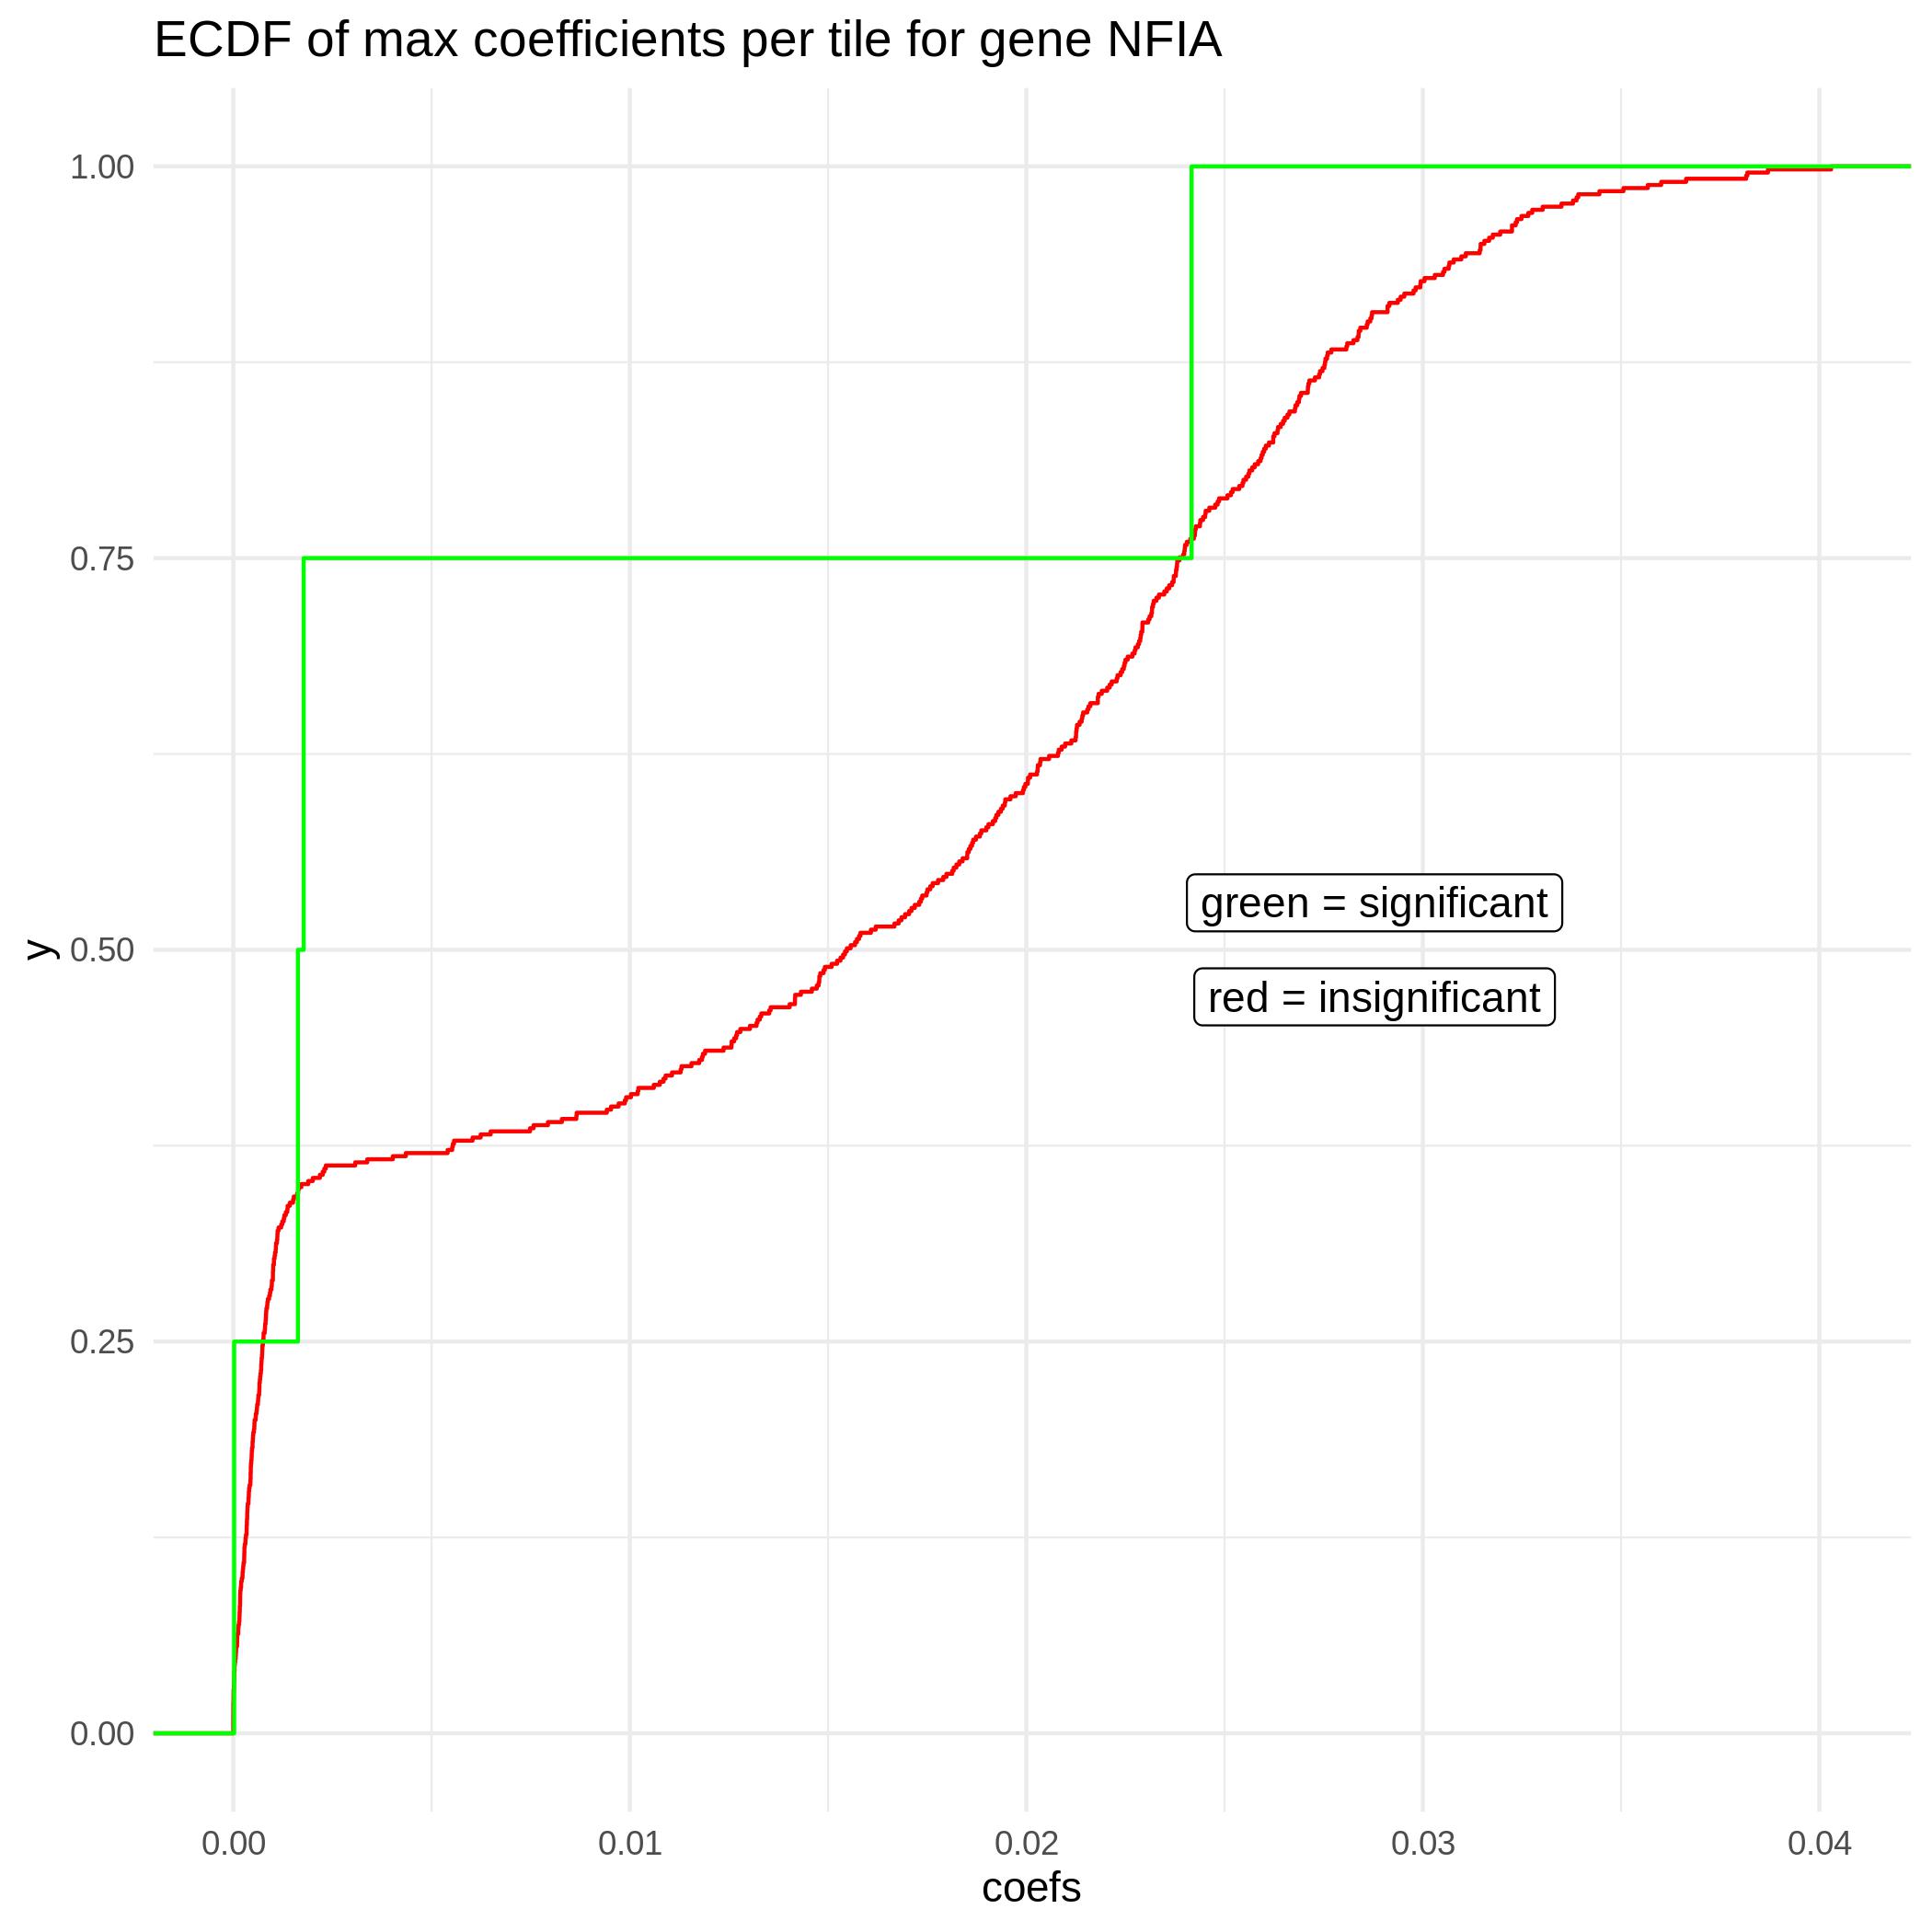 ECDF of max coefficients per tile for gene NFIA
1.00
0.75
0.50
0.25
0.00
y
green = significant
red = insignificant
0.00 0.01 0.02 0.03 0.04
coefs